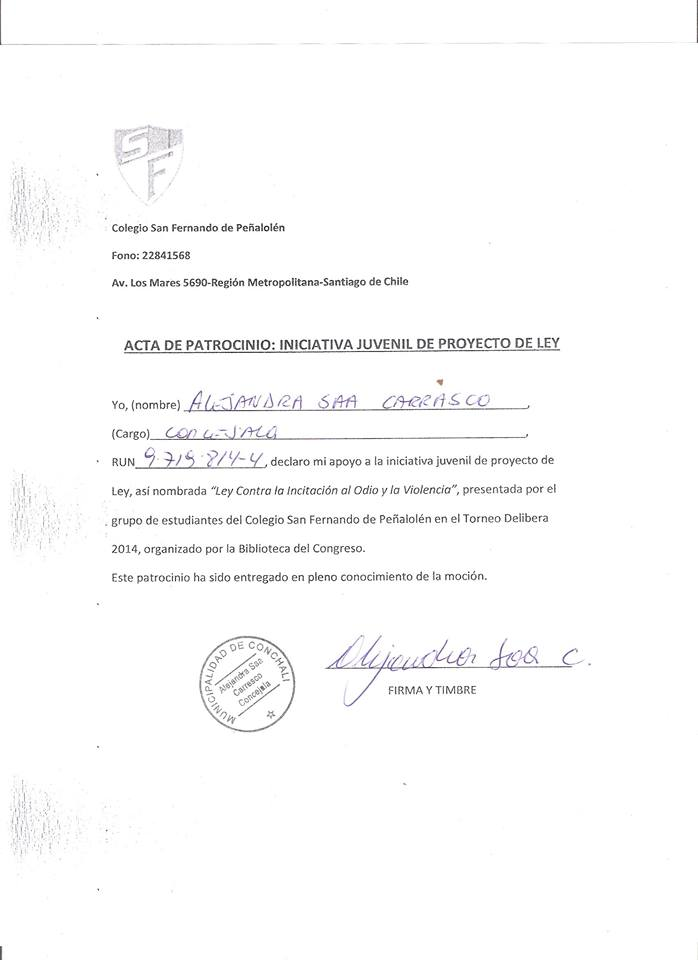 SF
Colegio San Fernando de Peñalolén
Fono: 22841568
Av. Los Mares 5690-Región Metropolitana-Santiago de Chile
ACTA DE PATROCINIO: INICIATIVA JUVENIL DE PROYECTO DE LEY
Yo, (nombre) ALEJANDRA SAA CARRASCO,
(Cargo) CONCEJALA,
RUN 9.719.814-4, declaro mi apoyo a la iniciativa juvenil de proyecto de
Ley, así nombrada "Ley Contra la Incitación al Odio y la Violencia", presentada por el
grupo de estudiantes del Colegio San Fernando de Peñalolén en el Torneo Delibera
2014, organizado por la Biblioteca del Congreso.
Este patrocinio ha sido entregado en pleno conocimiento de la moción.
MUNICIPALIDAD DE CONCHALI
Alejandra Saa
Carrasco
Concejala
Alejandra Saa C.
FIRMA Y TIMBRE